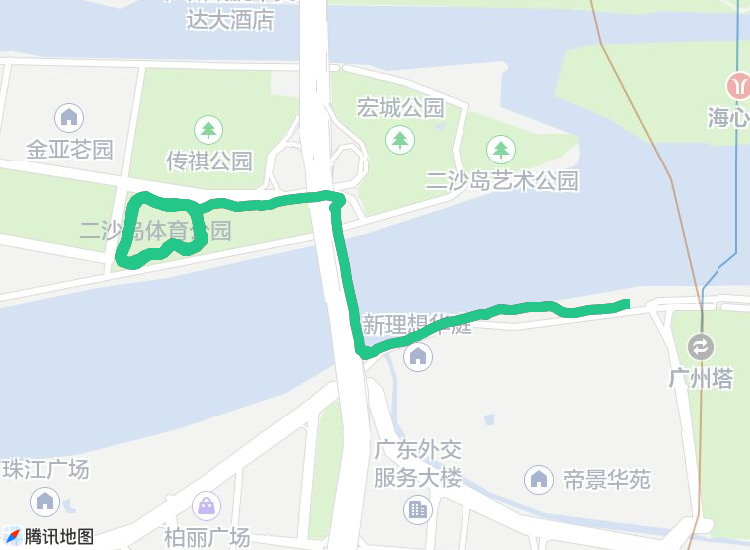 达大酒店
宏城公园
海心
金亚苍园
传祺公园
二沙岛艺术公园
二沙岛体育公园
新理想华庭
广州塔
广东外交
服务大楼
珠江广场
帝景华苑
柏丽广场
腾讯地图